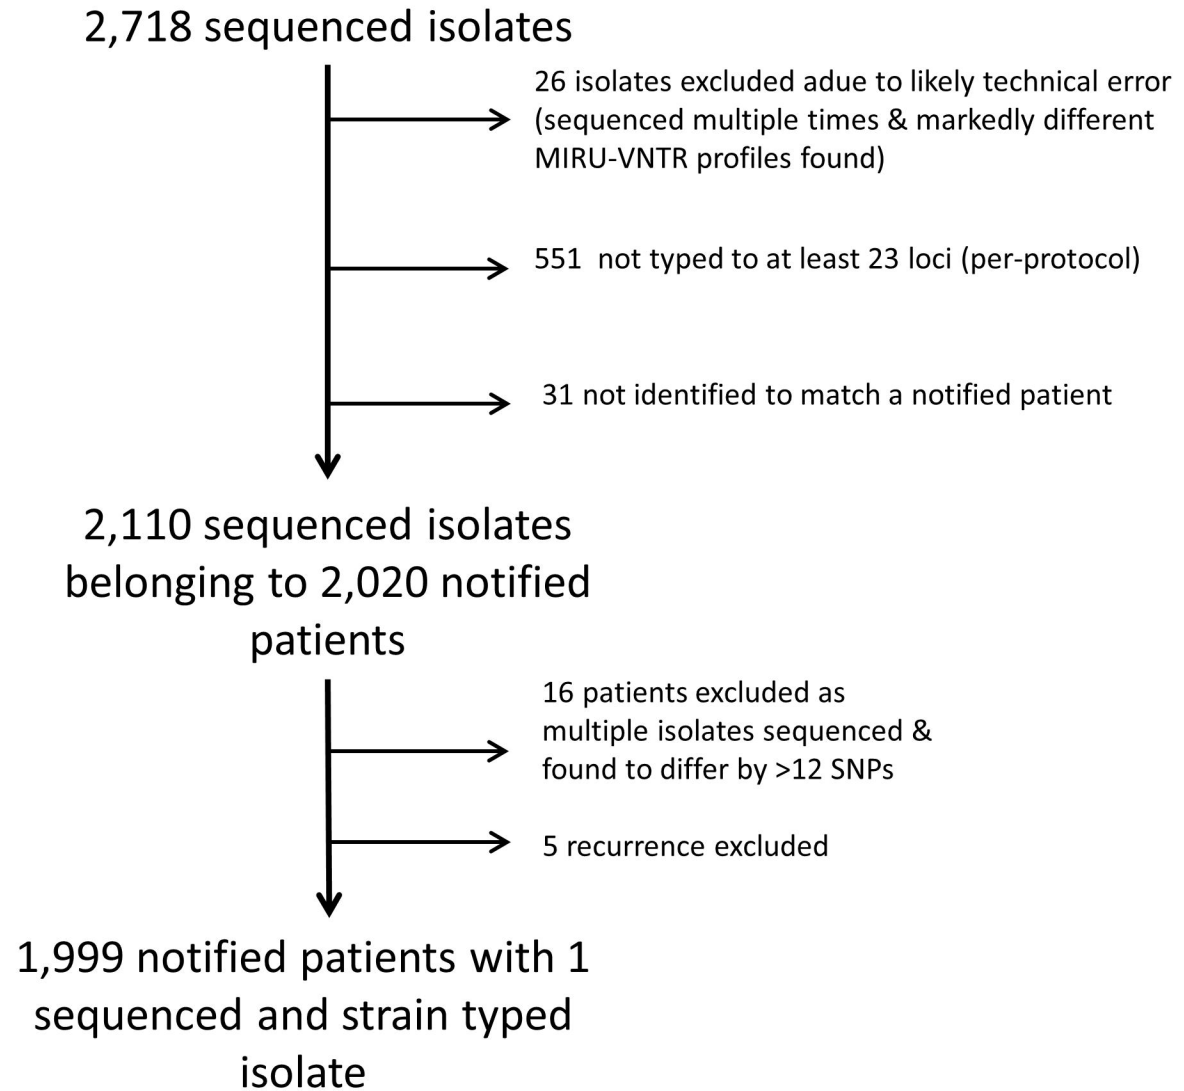 2,718 sequenced isolates
26 isolates excluded adue to likely technical error
(sequenced multiple times & markedly different
MIRU-VNTR profiles found)
551 not typed to at least 23 loci (per-protocol)
31 not identified to match a notified patient
2,110 sequenced isolates
belonging to 2,020 notified
patients
16 patients excluded as
multiple isolates sequenced &
found to differ by >12 SNPs
5 recurrence excluded
1,999 notified patients with 1
sequenced and strain typed
isolate